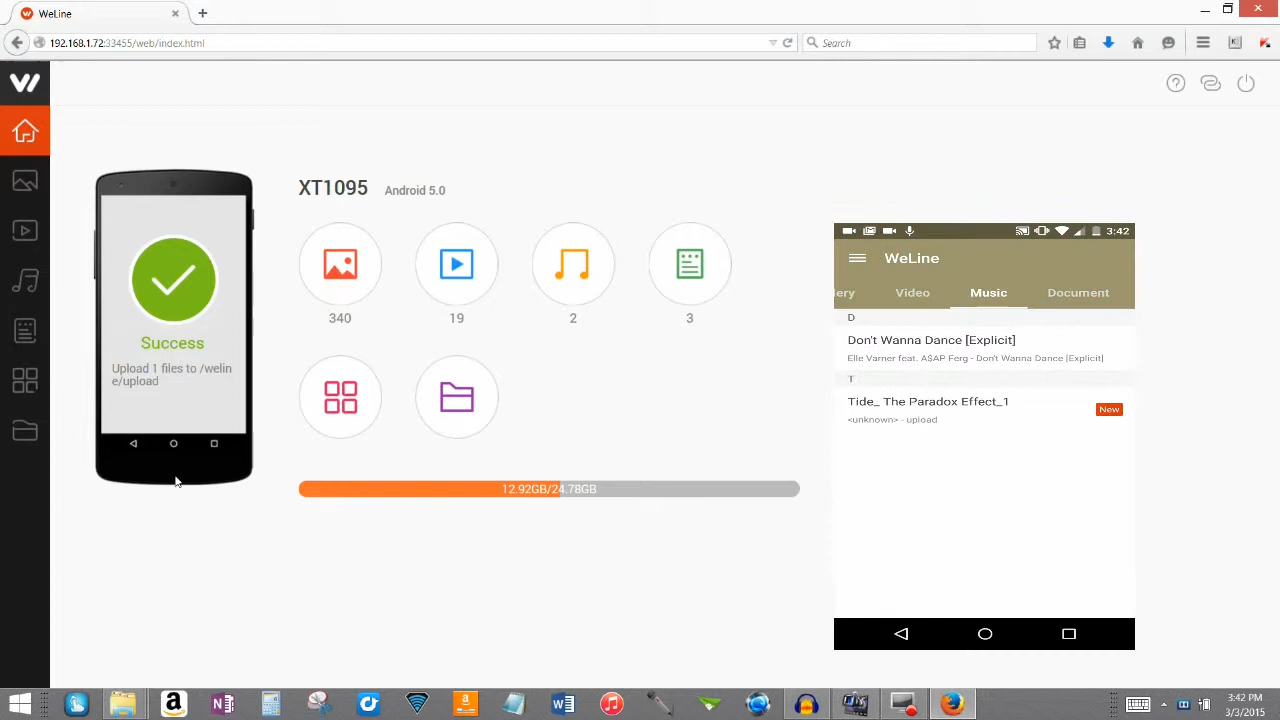 WeLine
192.168.1.72:33455/web/index.html
Search
XT1095
Android 5.0
340
19
2
3
Success
Upload 1 files to /welin
e/upload
12.92GB/24.78GB
3:42
WeLine
lery
Video
Music
Document
D
Don't Wanna Dance [Explicit]
Elle Varner feat. A$AP Ferg - Don't Wanna Dance [Explicit]
T
Tide_ The Paradox Effect_1
<unknown> - upload
New
3:42 PM
3/3/2015